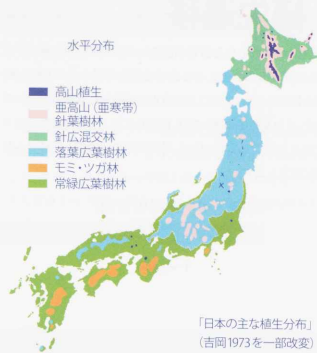 水平分布
高山植生
亜高山（亜寒帯）
針葉樹林
針広混交林
落葉広葉樹林
モミ・ツガ林
常緑広葉樹林
「日本の主な植生分布」
（吉岡1973を一部改変）